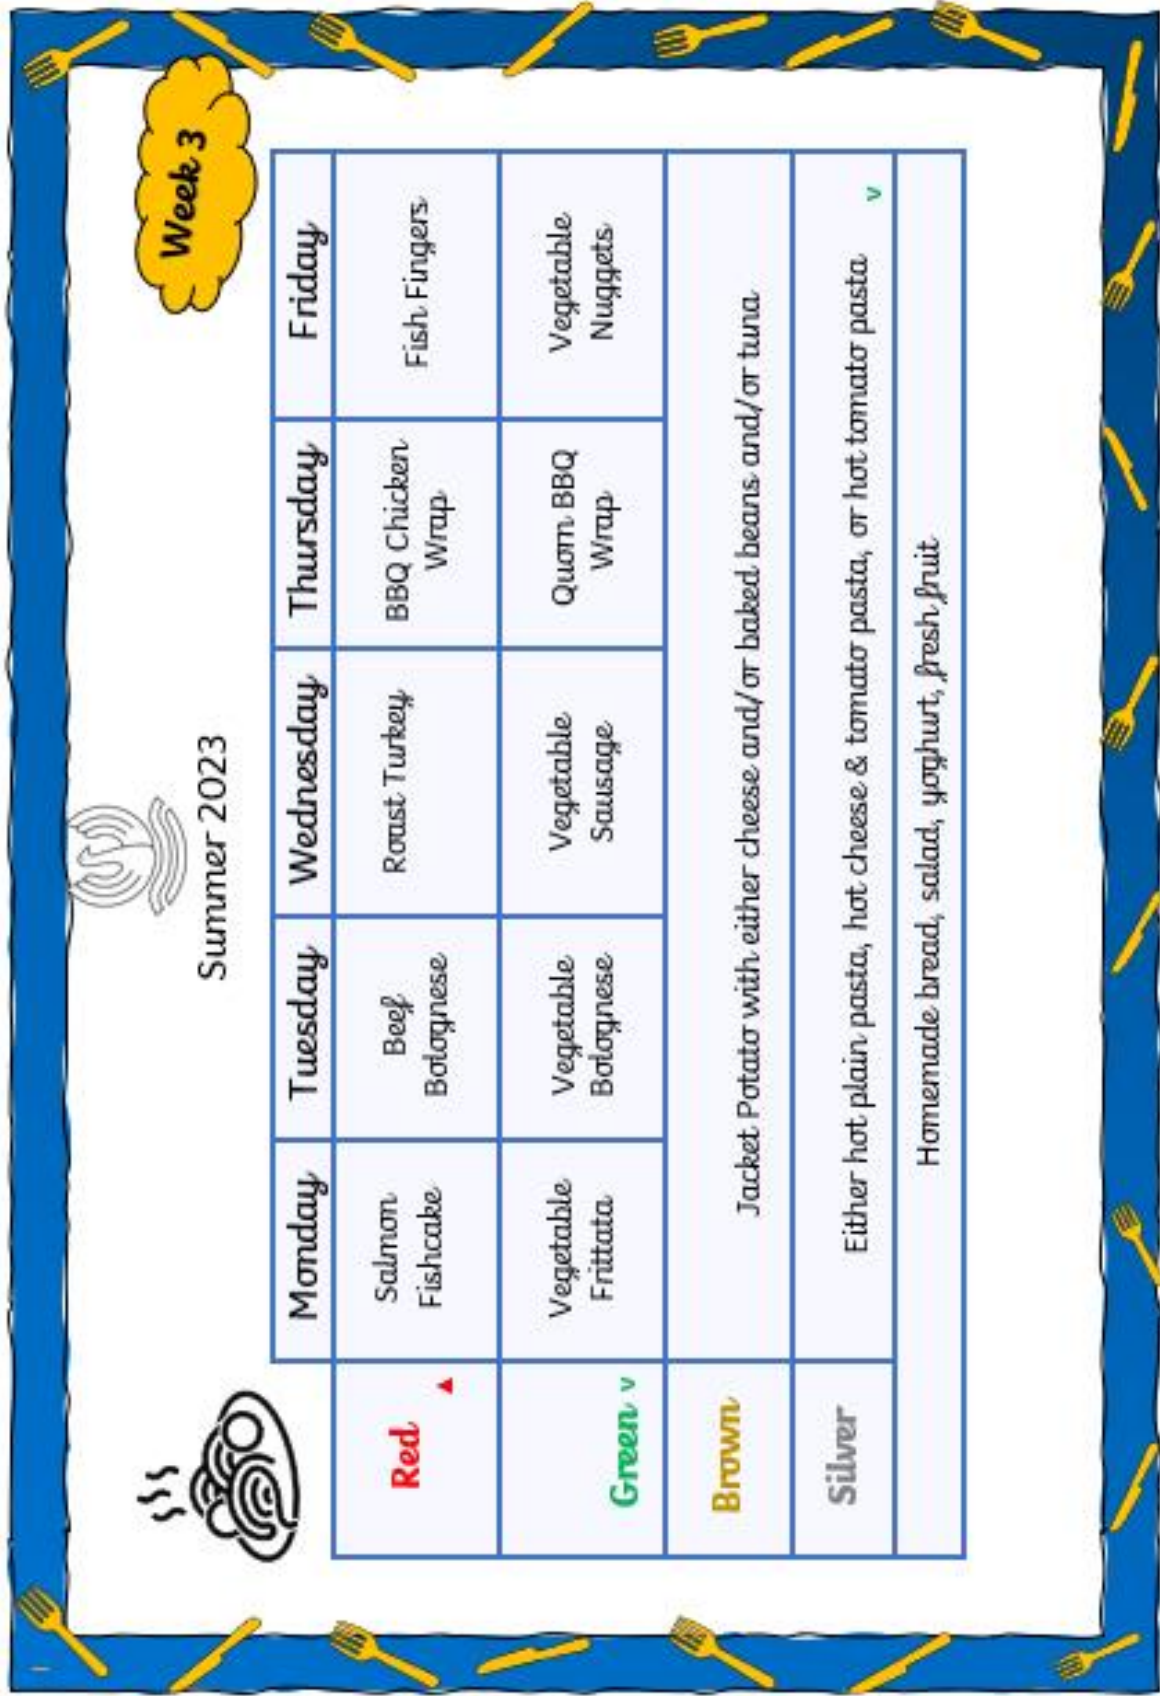 Week 3
Summer 2023
Monday Tuesday Wednesday Thursday Friday
Red ▲
Salmon
Fishcake
Beef
Bolognese
Roast Turkey
BBQ Chicken
Wrap
Fish Fingers
Green v
Vegetable
Frittata
Vegetable
Bolognese
Vegetable
Sausage
Quorn BBQ
Wrap
Vegetable
Nuggets
Brown
Jacket Potato with either cheese and/or baked beans and/or tuna
Silver
Either hot plain pasta, hot cheese & tomato pasta, or hot tomato pasta v
Homemade bread, salad, yoghurt, fresh fruit